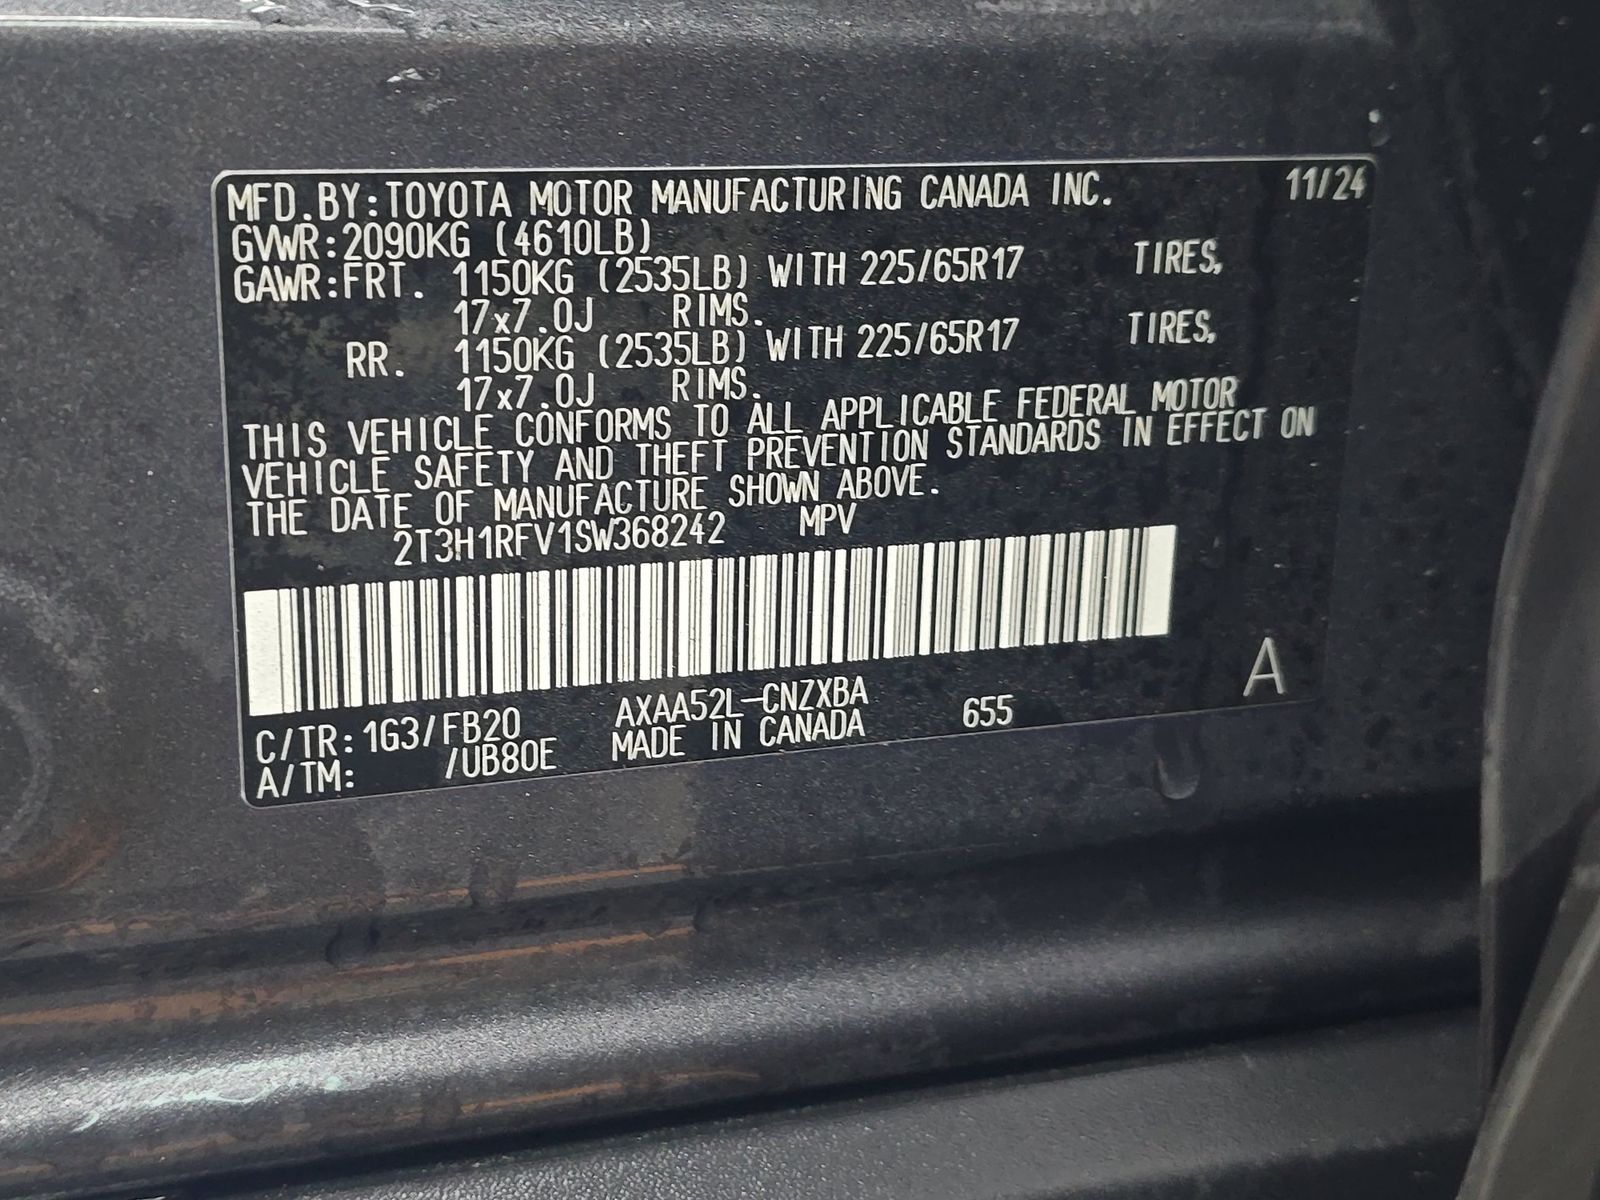 MFD.BY:TOYOTA MOTOR MANUFACTURING CANADA INC. 11/24
GVWR:2090KG (4610LB)
GAWR:FRT. 1150KG (2535LB) WITH 225/65R17 TIRES,
17x7.0J RIMS.
RR. 1150KG (2535LB) WITH 225/65R17 TIRES,
17x7.0J RIMS.
THIS VEHICLE CONFORMS TO ALL APPLICABLE FEDERAL MOTOR
VEHICLE SAFETY AND THEFT PREVENTION STANDARDS IN EFFECT ON
THE DATE OF MANUFACTURE SHOWN ABOVE.
2T3H1RFV1SW368242 MPV
A
C/TR:1G3/FB20 AXAA52L-CNZXBA 655
A/TM: /UB80E MADE IN CANADA